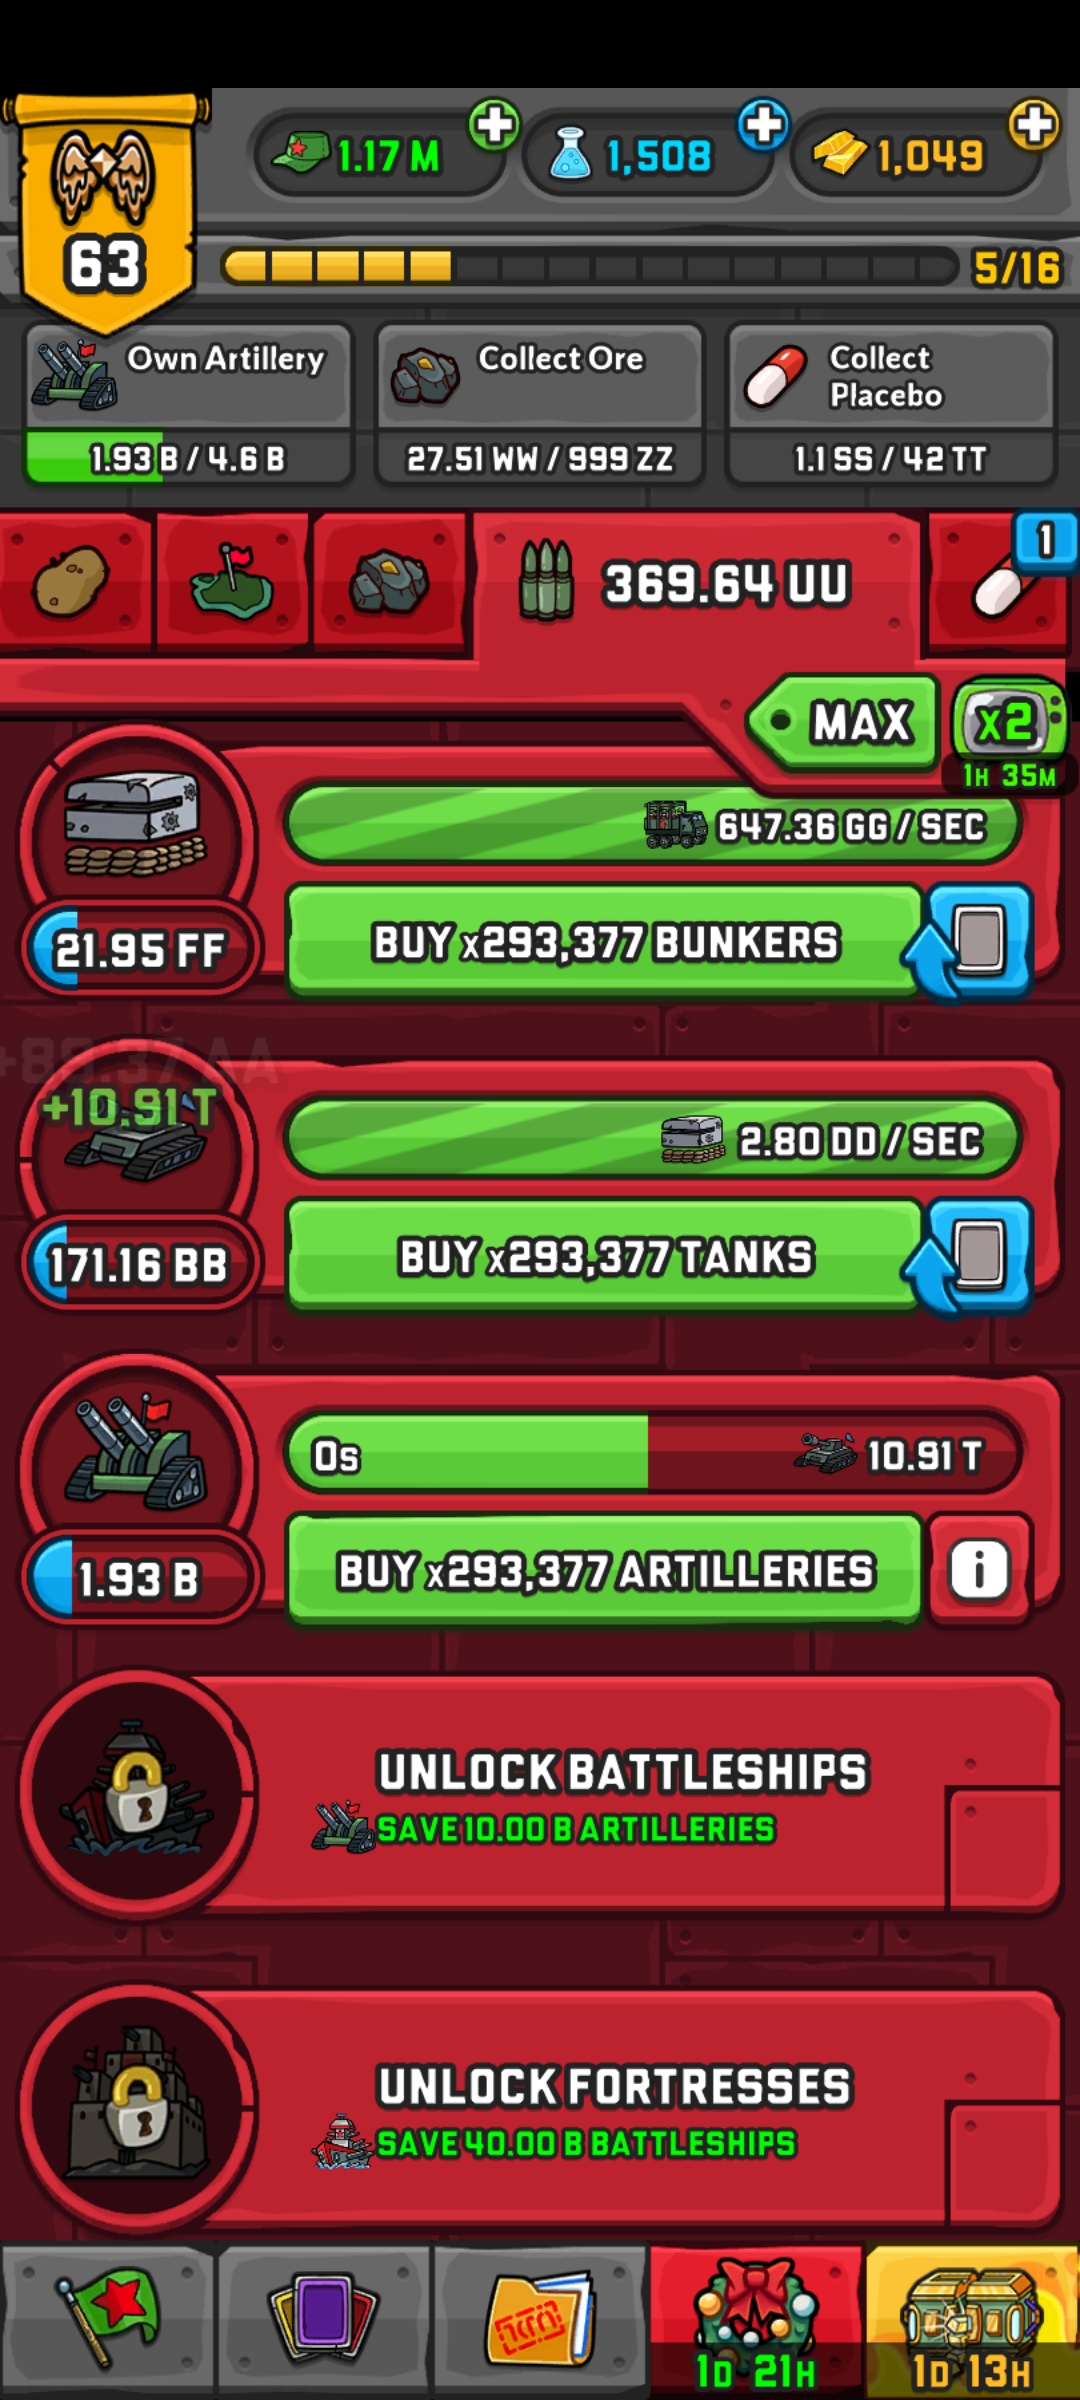 1.17 M
1,508
1,049
63
5/16
Own Artillery
1.93 B / 4.6 B
Collect Ore
27.51 WW / 999 ZZ
Collect
Placebo
1.1 SS / 42 TT
369.64 UU
1
MAX
x2
1H 35M
647.36 GG / SEC
21.95 FF
BUY x293,377 BUNKERS
+89.37 AA
+10.91 T
2.80 DD / SEC
171.16 BB
BUY x293,377 TANKS
0s
10.91 T
1.93 B
BUY x293,377 ARTILLERIES
i
UNLOCK BATTLESHIPS
SAVE 10.00 B ARTILLERIES
UNLOCK FORTRESSES
SAVE 40.00 B BATTLESHIPS
1D 21H
1D 13H